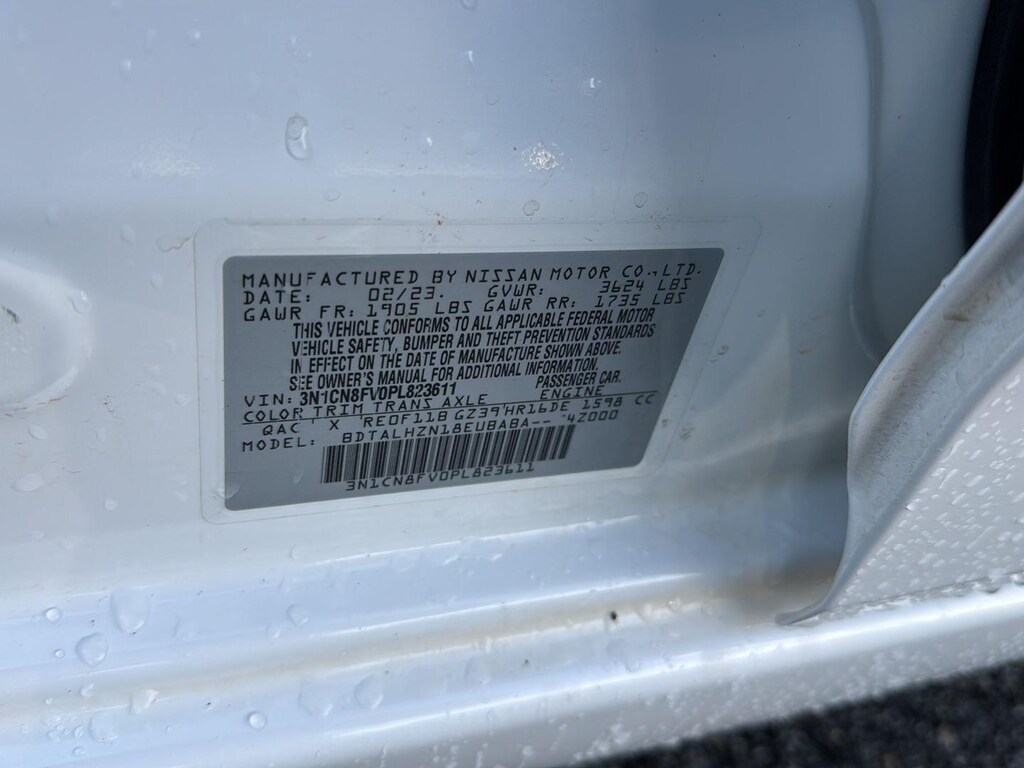 MANUFACTURED BY NISSAN MOTOR CO.,LTD.
DATE: 02/23. GVWR: 3624 LBS
GAWR FR: 1905 LBS GAWR RR: 1735 LBS
THIS VEHICLE CONFORMS TO ALL APPLICABLE FEDERAL MOTOR
VEHICLE SAFETY, BUMPER AND THEFT PREVENTION STANDARDS
IN EFFECT ON THE DATE OF MANUFACTURE SHOWN ABOVE.
SEE OWNER'S MANUAL FOR ADDITIONAL INFORMATION.
VIN: 3N1CN8FV0PL823611 PASSENGER CAR.
COLOR TRIM TRANS AXLE ENGINE
QAC X RE0F11B GZ39 HR16DE 1598 CC
MODEL: BDTALHZN18EUBABA-- 4Z000
3N1CN8FV0PL823611